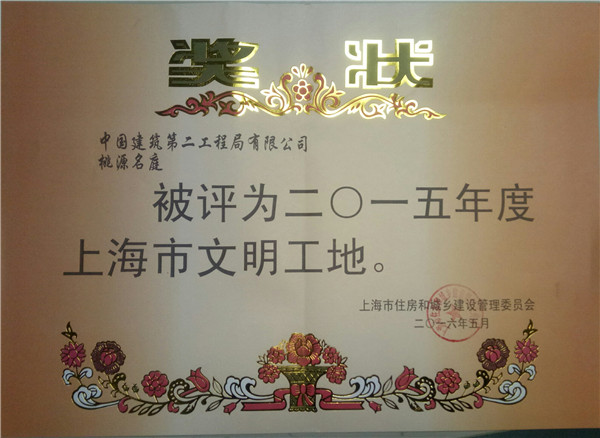 奖状
中国建筑第二工程局有限公司
桃源名庭
被评为二〇一五年度
上海市文明工地。
上海市住房和城乡建设管理委员会
二〇一六年五月